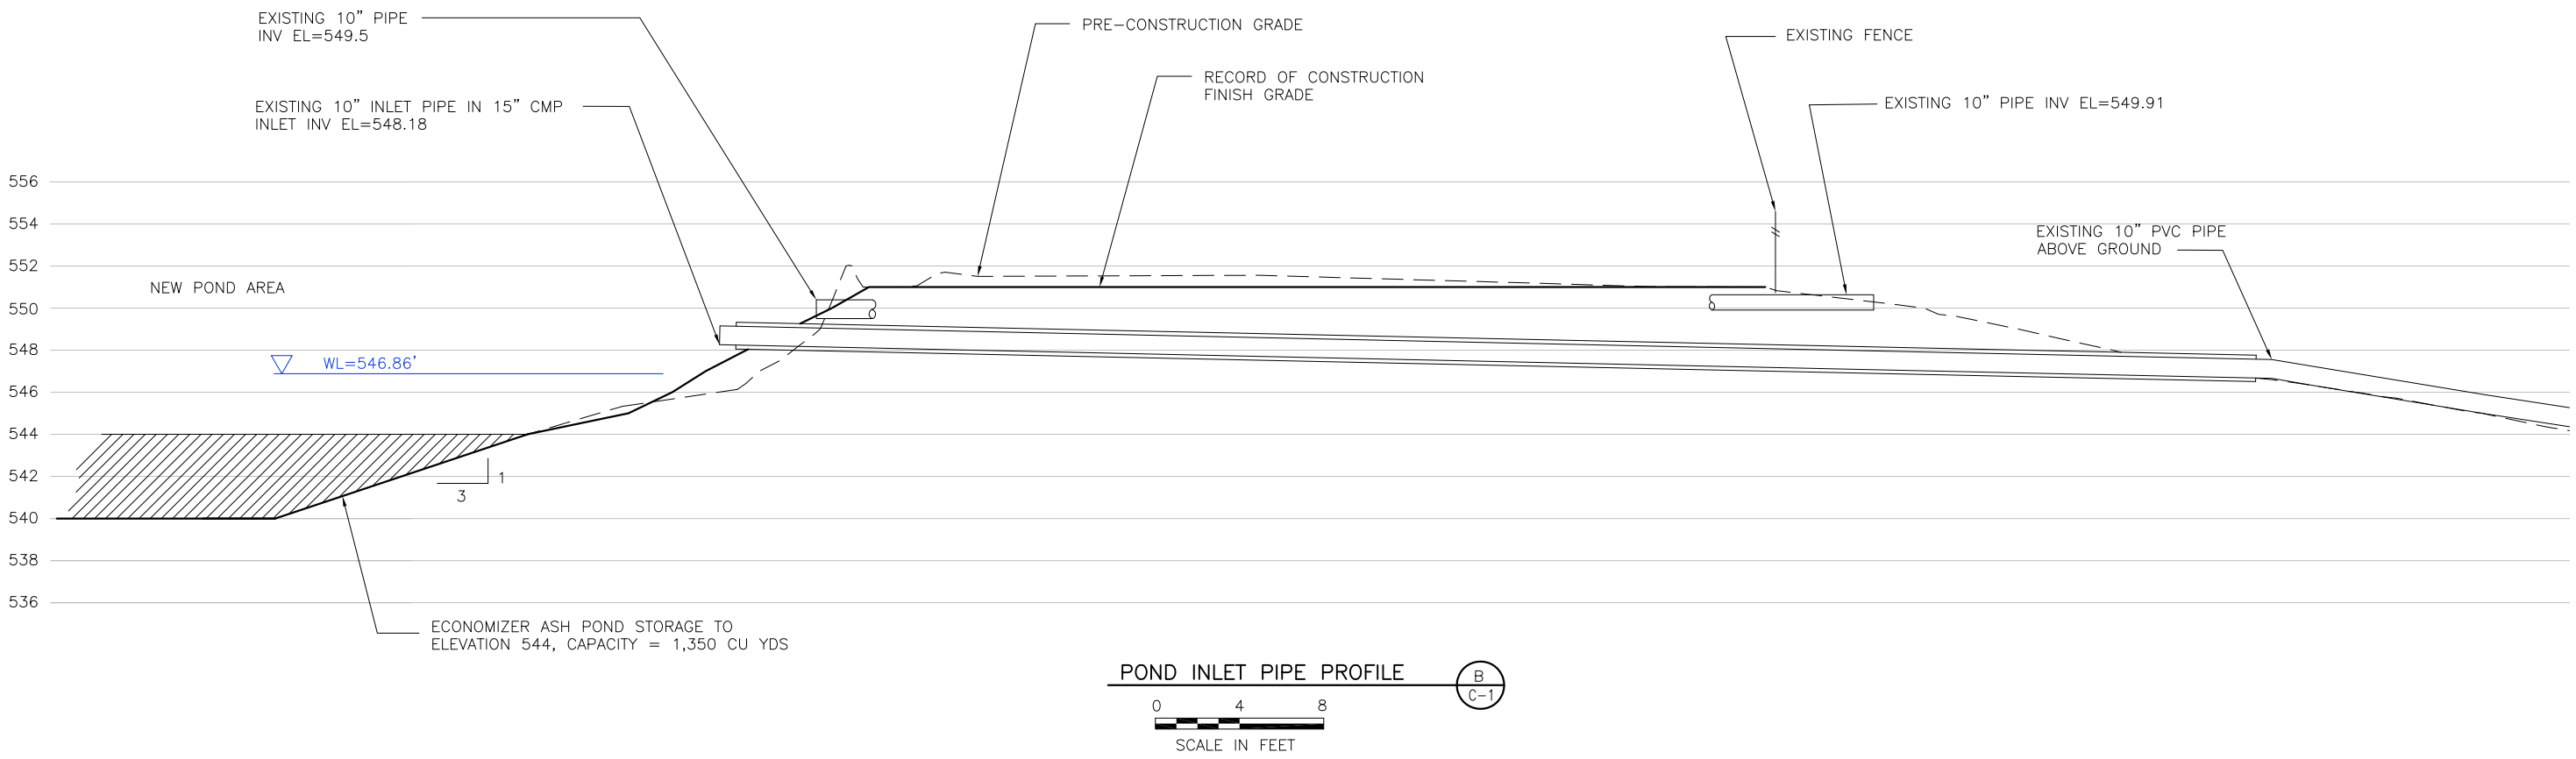 EXISTING 10” PIPE
INV EL=549.5
PRE-CONSTRUCTION GRADE
EXISTING FENCE
RECORD OF CONSTRUCTION
FINISH GRADE
EXISTING 10” INLET PIPE IN 15” CMP
INLET INV EL=548.18
EXISTING 10” PIPE INV EL=549.91
556
554
EXISTING 10” PVC PIPE
ABOVE GROUND
552
NEW POND AREA
550
548
WL=546.86’
546
544
542
1
3
540
538
536
ECONOMIZER ASH POND STORAGE TO
ELEVATION 544, CAPACITY = 1,350 CU YDS
POND INLET PIPE PROFILE
B
C-1
0 4 8
SCALE IN FEET